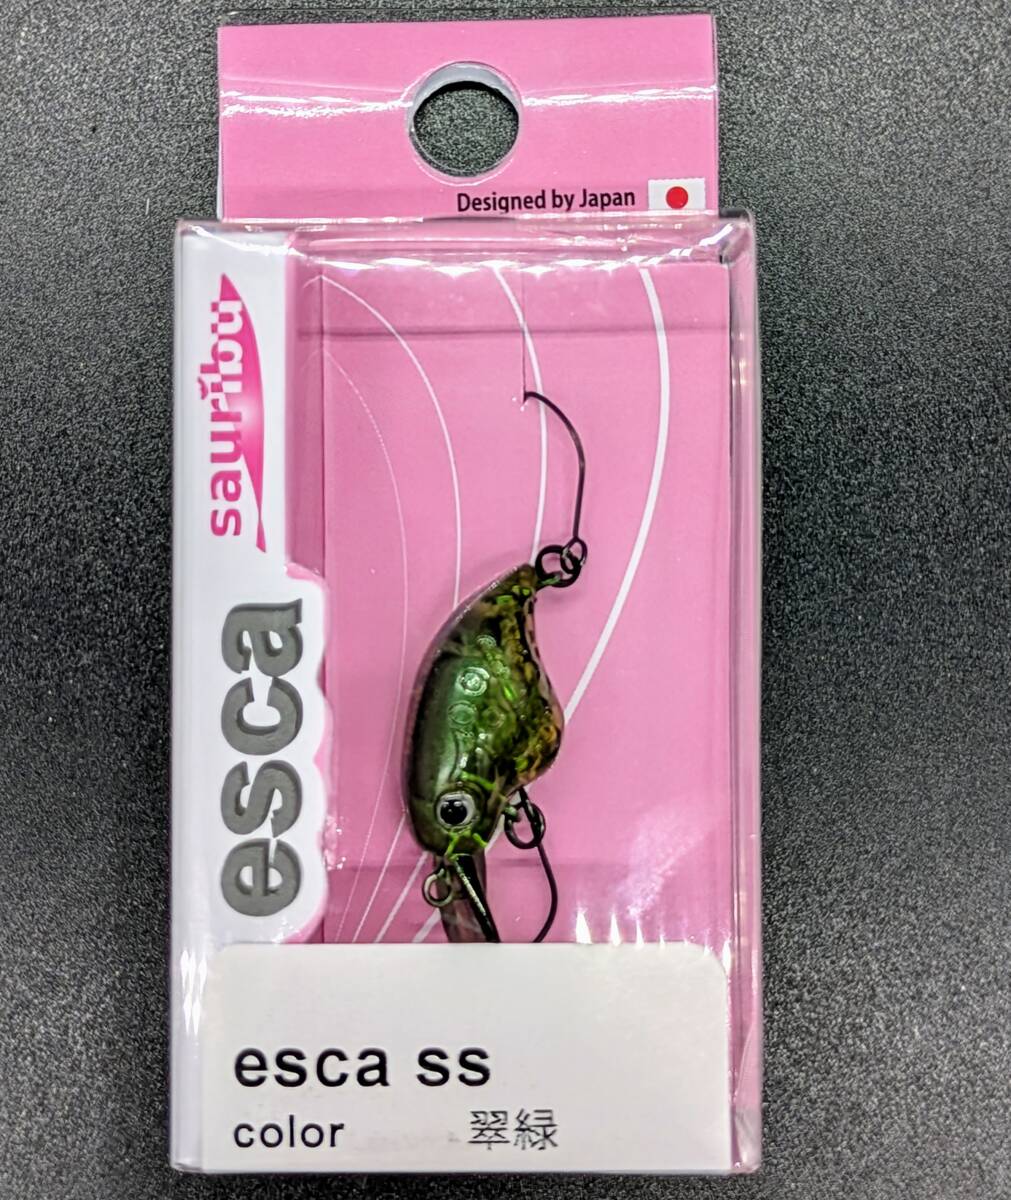 Designed by Japan
sauribu
esca
esca ss
color 翠緑